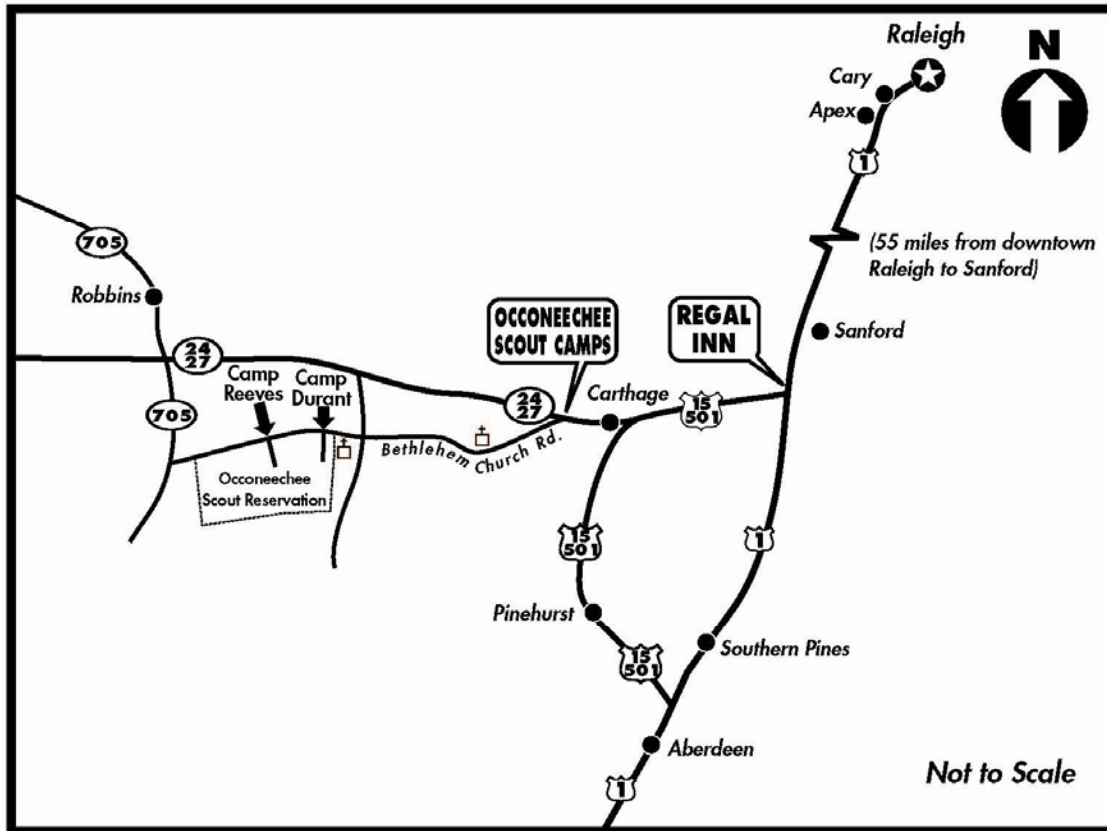 Raleigh
N
Cary
Apex
1
(55 miles from downtown
Raleigh to Sanford)
705
Robbins
OCCONEECHEE
SCOUT CAMPS
REGAL
INN
Sanford
24
27
Camp
Reeves
Camp
Durant
24
27
Carthage
15
501
705
Bethlehem Church Rd.
Occoneechee
Scout Reservation
15
501
1
Pinehurst
Southern Pines
15
501
Aberdeen
1
Not to Scale